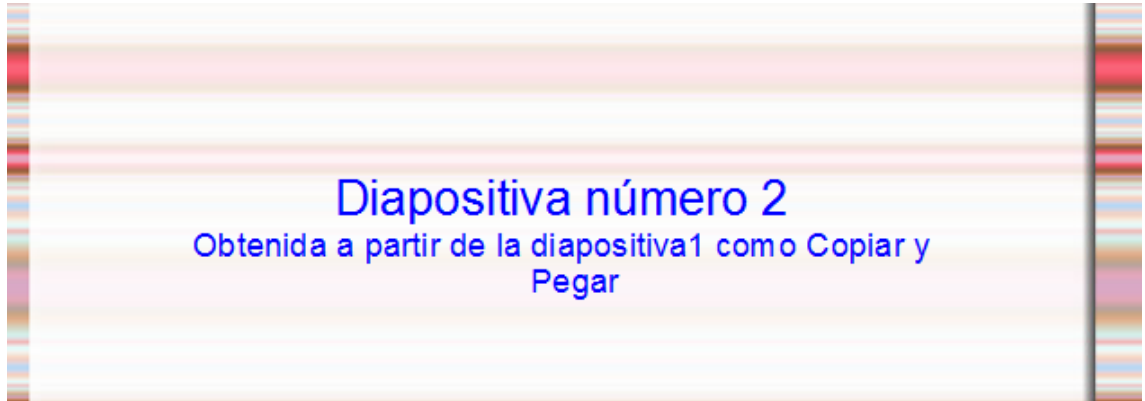 Diapositiva número 2
Obtenida a partir de la diapositiva1 como Copiar y
Pegar